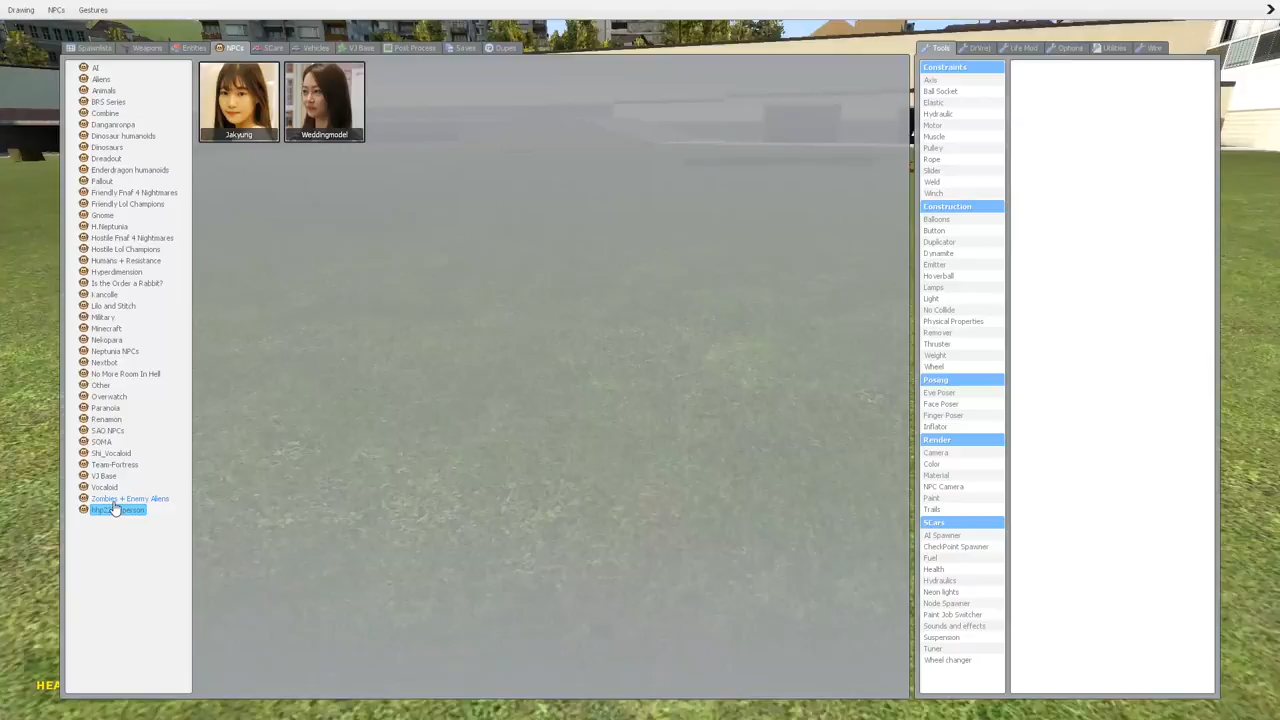 Drawing NPCs Gestures
Spawnlists Weapons Entities NPCs SCars Vehicles VJ Base Post Process Saves Dupes
AI
Aliens
Animals
BRS Series
Combine
Danganronpa
Dinosaur humanoids
Dinosaurs
Dreadout
Enderdragon humanoids
Fallout
Friendly Fnaf 4 Nightmares
Friendly Lol Champions
Gnome
H.Neptunia
Hostile Fnaf 4 Nightmares
Hostile Lol Champions
Humans + Resistance
Hyperdimension
Is the Order a Rabbit?
Kancolle
Lilo and Stitch
Military
Minecraft
Nekopara
Neptunia NPCs
Nextbot
No More Room In Hell
Other
Overwatch
Paranoia
Renamon
SAO NPCs
SOMA
Shi_Vocaloid
Team-Fortress
VJ Base
Vocaloid
Zombies + Enemy Aliens
Jakyung
Weddingmodel
Tools DrVrej Life Mod Options Utilities Wire
Constraints
Axis
Ball Socket
Elastic
Hydraulic
Motor
Muscle
Pulley
Rope
Slider
Weld
Winch
Construction
Balloons
Button
Duplicator
Dynamite
Emitter
Hoverball
Lamps
Light
No Collide
Physical Properties
Remover
Thruster
Weight
Wheel
Posing
Eye Poser
Face Poser
Finger Poser
Inflator
Render
Camera
Color
Material
NPC Camera
Paint
Trails
SCars
AI Spawner
CheckPoint Spawner
Fuel
Health
Hydraulics
Neon lights
Node Spawner
Paint Job Switcher
Sounds and effects
Suspension
Tuner
Wheel changer
HEA